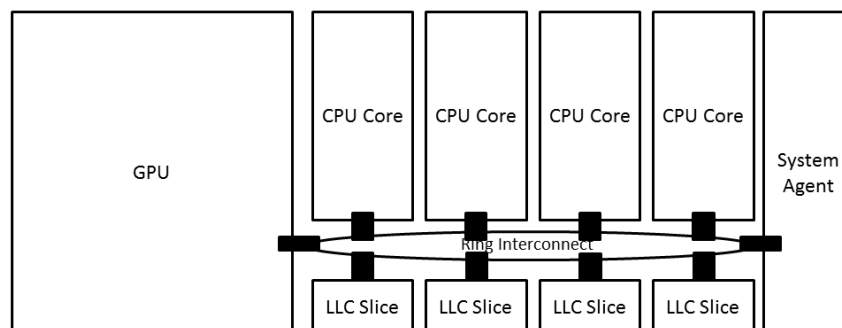 GPU
CPU Core
CPU Core
CPU Core
CPU Core
System
Agent
Ring Interconnect
LLC Slice
LLC Slice
LLC Slice
LLC Slice